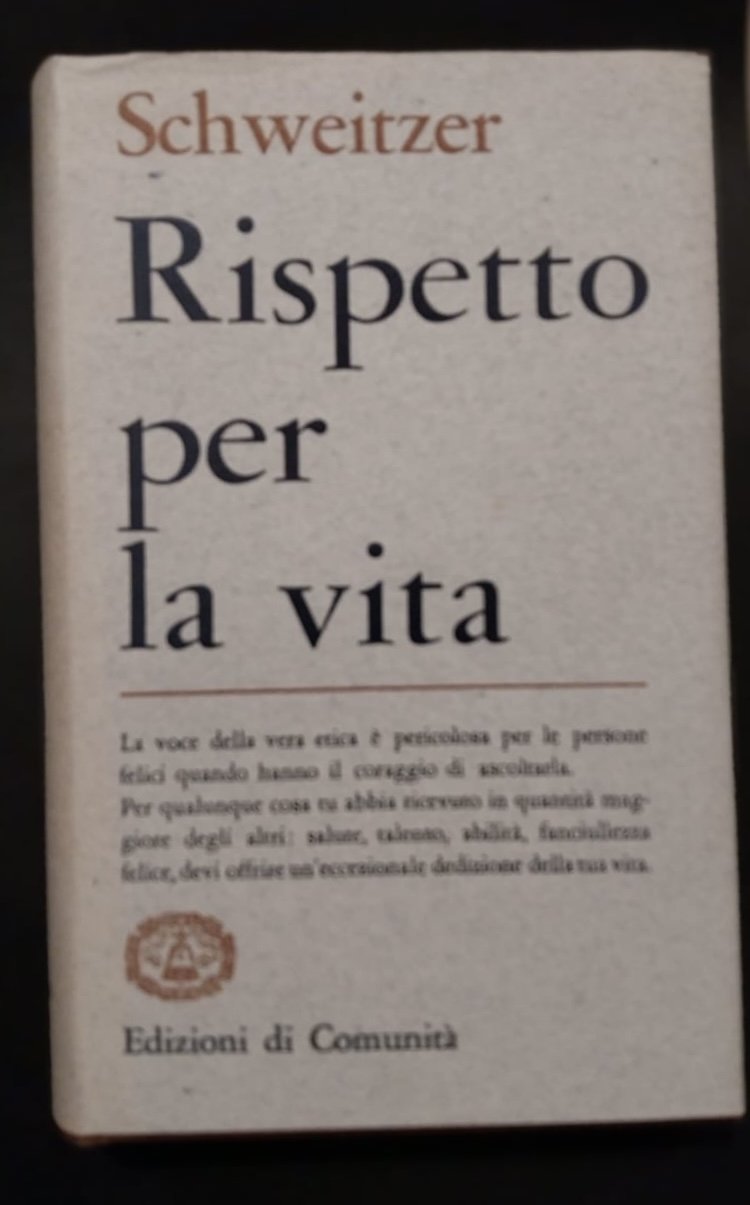 Schweitzer
Rispetto
per
la vita
La voce della vera etica è pericolosa per le persone
felici quando hanno il coraggio di ascoltarla.
Per qualunque cosa tu abbia ricevuto in quantità mag-
giore degli altri: salute, talento, abilità, fanciullezza
felice, devi offrire un'eccezionale dedizione della tua vita.
Edizioni di Comunità